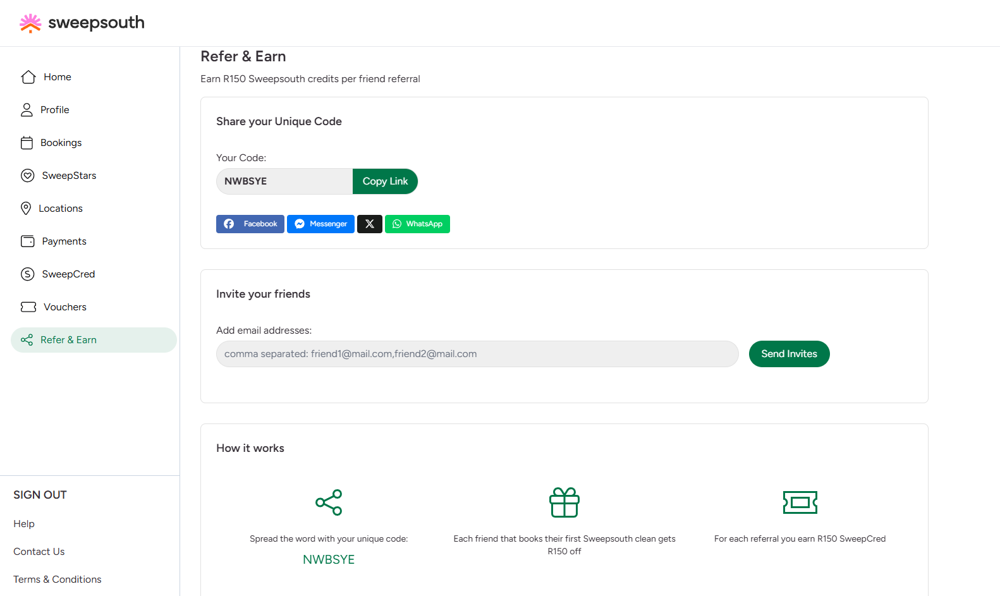 sweepsouth
Home
Profile
Bookings
SweepStars
Locations
Payments
SweepCred
Vouchers
Refer & Earn
SIGN OUT
Help
Contact Us
Terms & Conditions
Refer & Earn
Earn R150 Sweepsouth credits per friend referral
Share your Unique Code
Your Code:
NWBSYE
Copy Link
Facebook
Messenger
WhatsApp
Invite your friends
Add email addresses:
comma separated: friend1@mail.com,friend2@mail.com
Send Invites
How it works
Spread the word with your unique code:
NWBSYE
Each friend that books their first Sweepsouth clean gets
R150 off
For each referral you earn R150 SweepCred